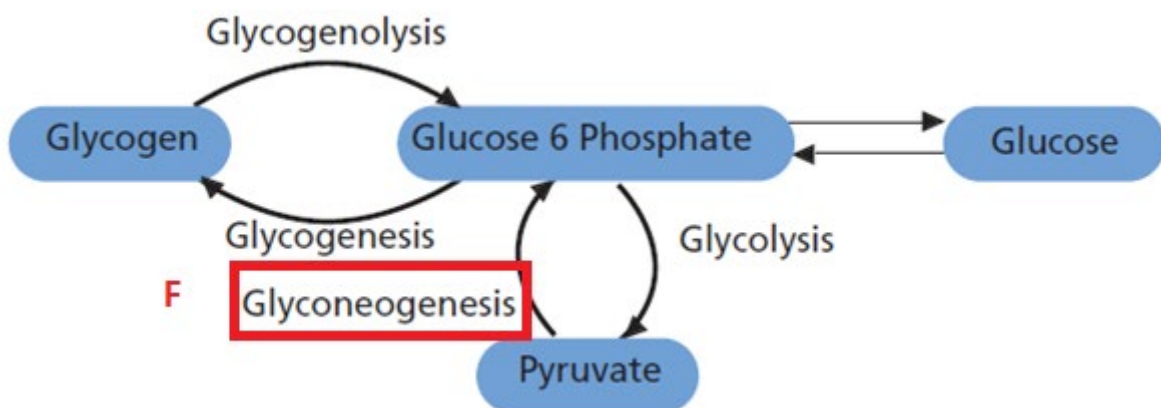 Glycogenolysis
Glycogen
Glucose 6 Phosphate
Glucose
Glycogenesis
Glycolysis
F
Glyconeogenesis
Pyruvate